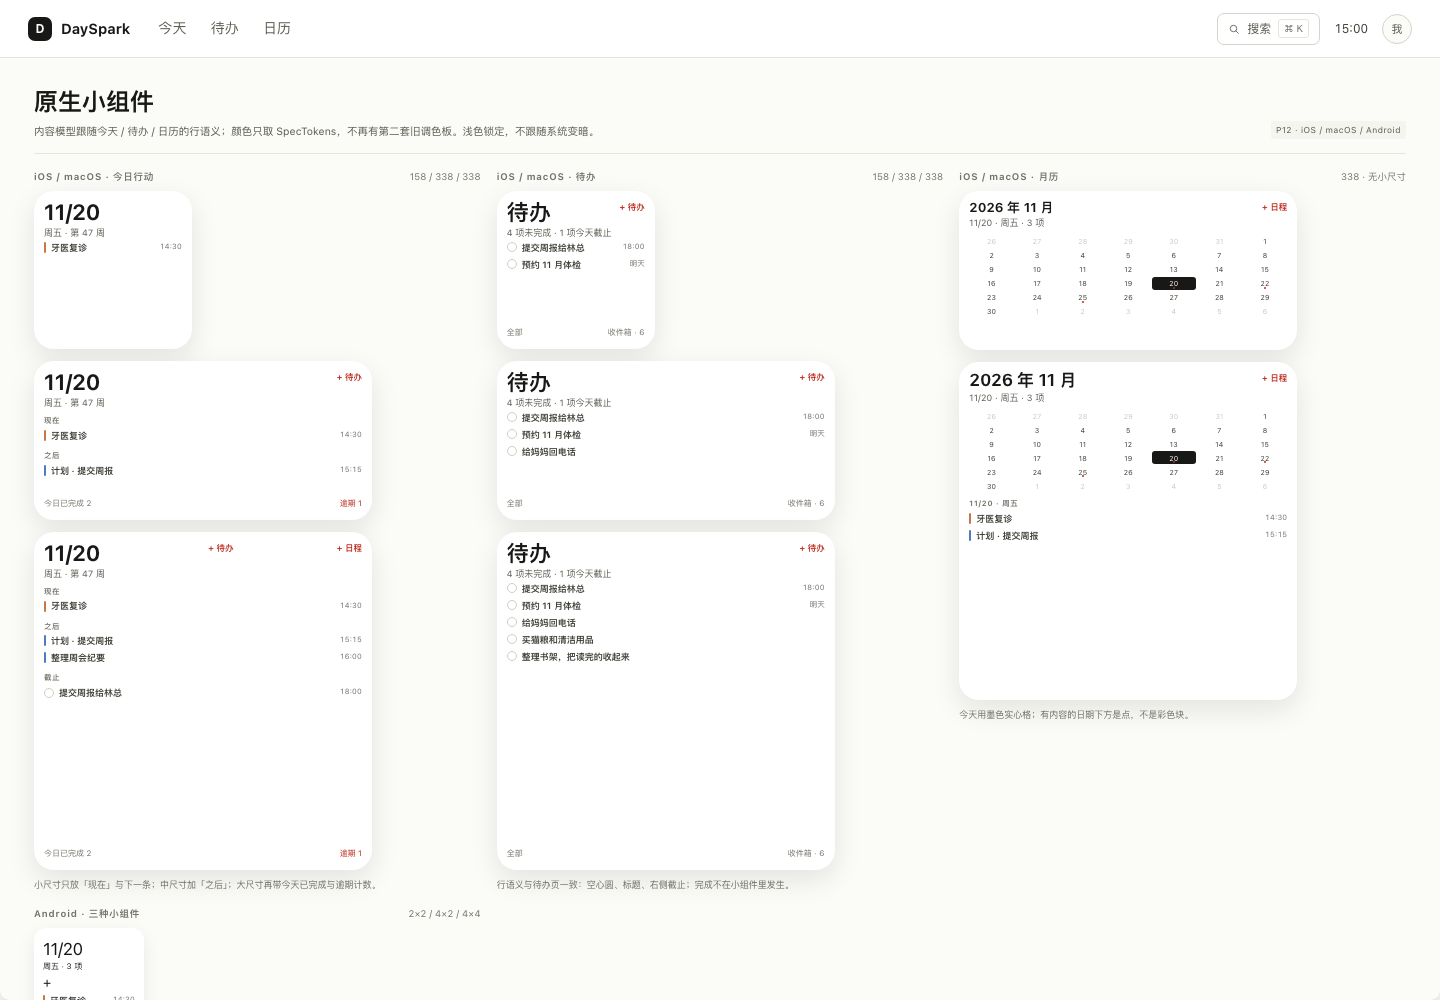 D DaySpark 今天 待办 日历 搜索 ⌘ K 15:00 我
原生小组件
内容模型跟随今天 / 待办 / 日历的行语义；颜色只取 SpecTokens，不再有第二套旧调色板。浅色锁定，不跟随系统变暗。
P12 · iOS / macOS / Android
iOS / macOS · 今日行动 158 / 338 / 338
11/20
周五 · 第 47 周
牙医复诊 14:30
11/20 + 待办
周五 · 第 47 周
现在
牙医复诊 14:30
之后
计划 · 提交周报 15:15
今日已完成 2 逾期 1
11/20 + 待办 + 日程
周五 · 第 47 周
现在
牙医复诊 14:30
之后
计划 · 提交周报 15:15
整理周会纪要 16:00
截止
提交周报给林总 18:00
今日已完成 2 逾期 1
小尺寸只放「现在」与下一条；中尺寸加「之后」；大尺寸再带今天已完成与逾期计数。
iOS / macOS · 待办 158 / 338 / 338
待办 + 待办
4 项未完成 · 1 项今天截止
提交周报给林总 18:00
预约 11 月体检 明天
全部 收件箱 · 6
待办 + 待办
4 项未完成 · 1 项今天截止
提交周报给林总 18:00
预约 11 月体检 明天
给妈妈回电话
全部 收件箱 · 6
待办 + 待办
4 项未完成 · 1 项今天截止
提交周报给林总 18:00
预约 11 月体检 明天
给妈妈回电话
买猫粮和清洁用品
整理书架，把读完的收起来
全部 收件箱 · 6
行语义与待办页一致：空心圆、标题、右侧截止；完成不在小组件里发生。
iOS / macOS · 月历 338 · 无小尺寸
2026 年 11 月 + 日程
11/20 · 周五 · 3 项
26 27 28 29 30 31 1
2 3 4 5 6 7 8
9 10 11 12 13 14 15
16 17 18 19 20 21 22
23 24 25 26 27 28 29
30 1 2 3 4 5 6
2026 年 11 月 + 日程
11/20 · 周五 · 3 项
26 27 28 29 30 31 1
2 3 4 5 6 7 8
9 10 11 12 13 14 15
16 17 18 19 20 21 22
23 24 25 26 27 28 29
30 1 2 3 4 5 6
11/20 · 周五
牙医复诊 14:30
计划 · 提交周报 15:15
今天用墨色实心格；有内容的日期下方是点，不是彩色块。
Android · 三种小组件 2×2 / 4×2 / 4×4
11/20
周五 · 3 项
+
牙医复诊 14:30